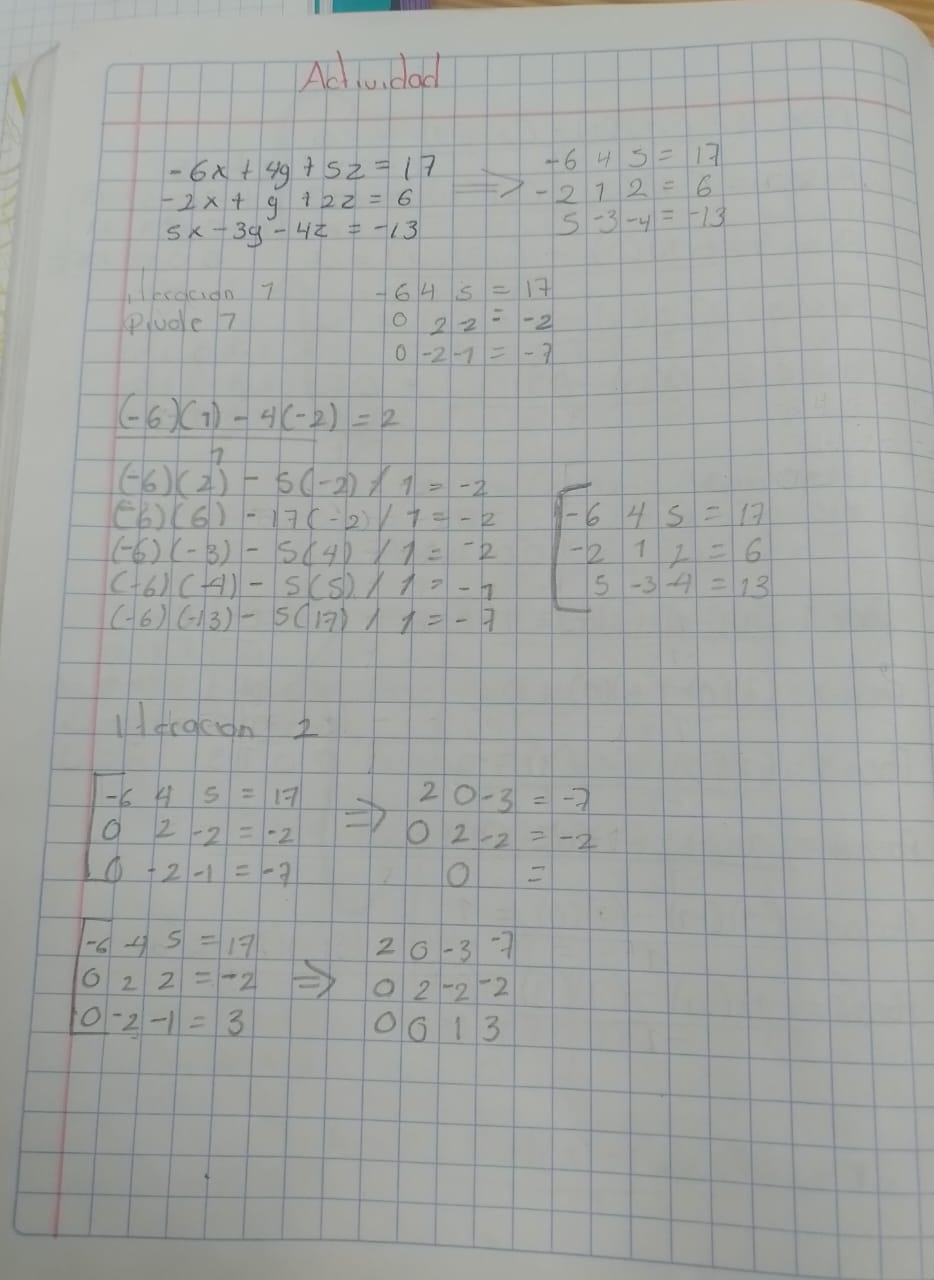 Actividad
-6x + 4y + 5z = 17 ⇒ -6 4 5 = 17
-2x + y + 2z = 6 -2 1 2 = 6
5x - 3y - 4z = -13 5 -3 -4 = -13
iteracion 1 -6 4 5 = 17
Pivote 1 0 2 -2 = -2
0 -2 -1 = -7
(-6)(1) - 4(-2) = 2
1
(-6)(2) - 5(-2) / 1 = -2
(-6)(6) - 17(-2) / 1 = -2
(-6)(-3) - 5(4) / 1 = -2
(-6)(-4) - 5(5) / 1 = -1
(-6)(-13) - 5(17) / 1 = -7
-6 4 5 = 17
-2 1 2 = 6
5 -3 -4 = 13
Iteracion 2
-6 4 5 = 17 ⇒ 2 0 -3 = -7
0 2 -2 = -2 0 2 -2 = -2
0 -2 -1 = -7 0 =
-6 4 5 = 17 2 0 -3 -7
0 2 2 = -2 ⇒ 0 2 -2 -2
0 -2 -1 = 3 0 0 1 3